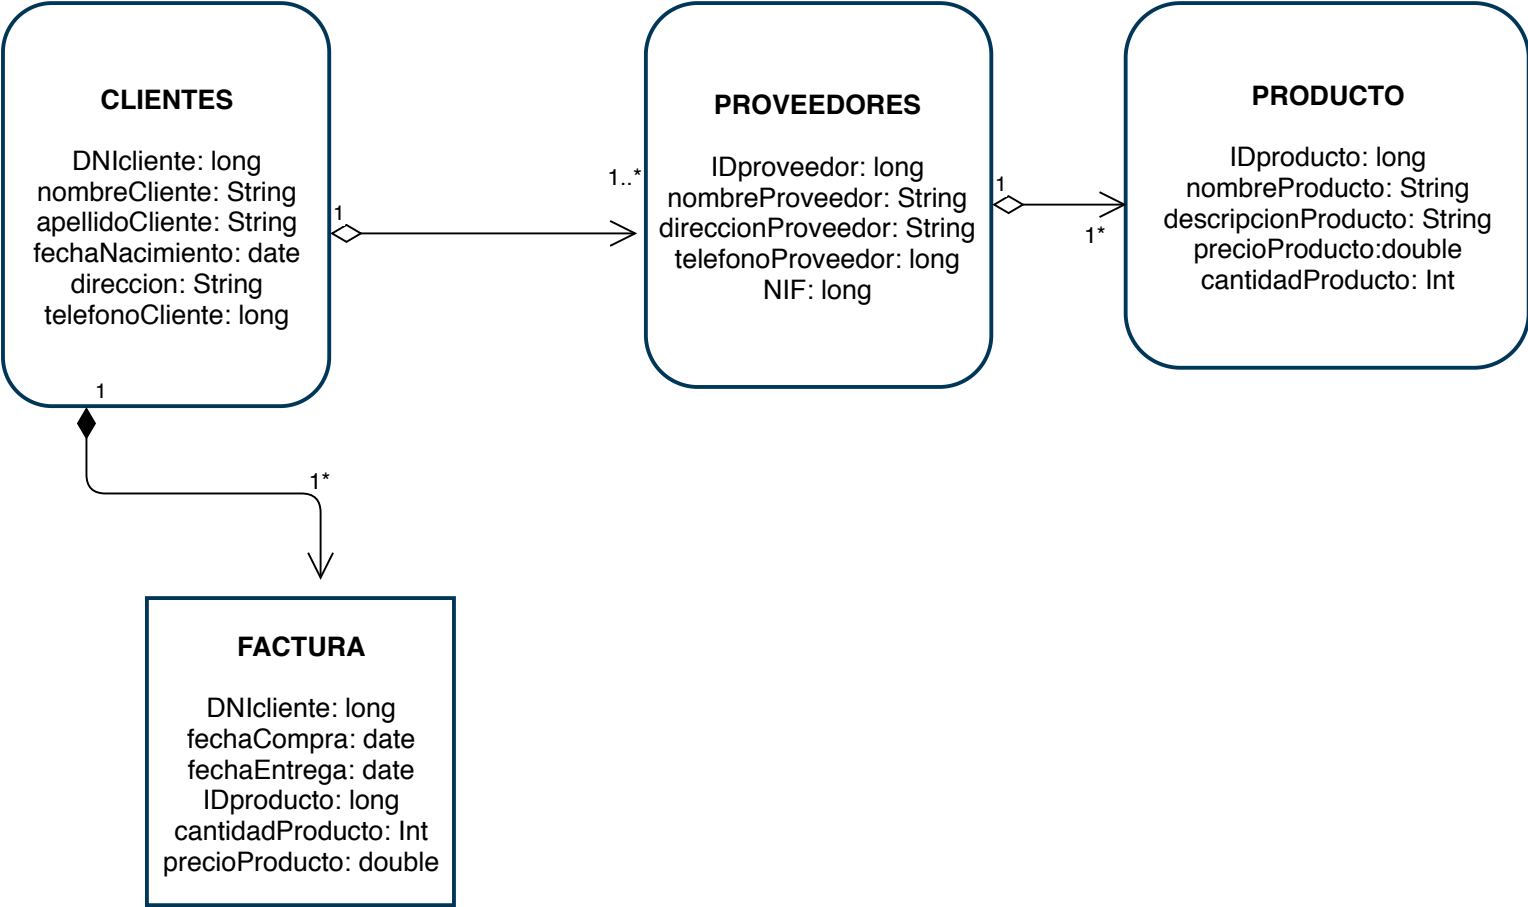 CLIENTES
DNIcliente: long
nombreCliente: String
apellidoCliente: String
fechaNacimiento: date
direccion: String
telefonoCliente: long
1
1..*
PROVEEDORES
IDproveedor: long
nombreProveedor: String
direccionProveedor: String
telefonoProveedor: long
NIF: long
1
1*
PRODUCTO
IDproducto: long
nombreProducto: String
descripcionProducto: String
precioProducto:double
cantidadProducto: Int
1
1*
FACTURA
DNIcliente: long
fechaCompra: date
fechaEntrega: date
IDproducto: long
cantidadProducto: Int
precioProducto: double